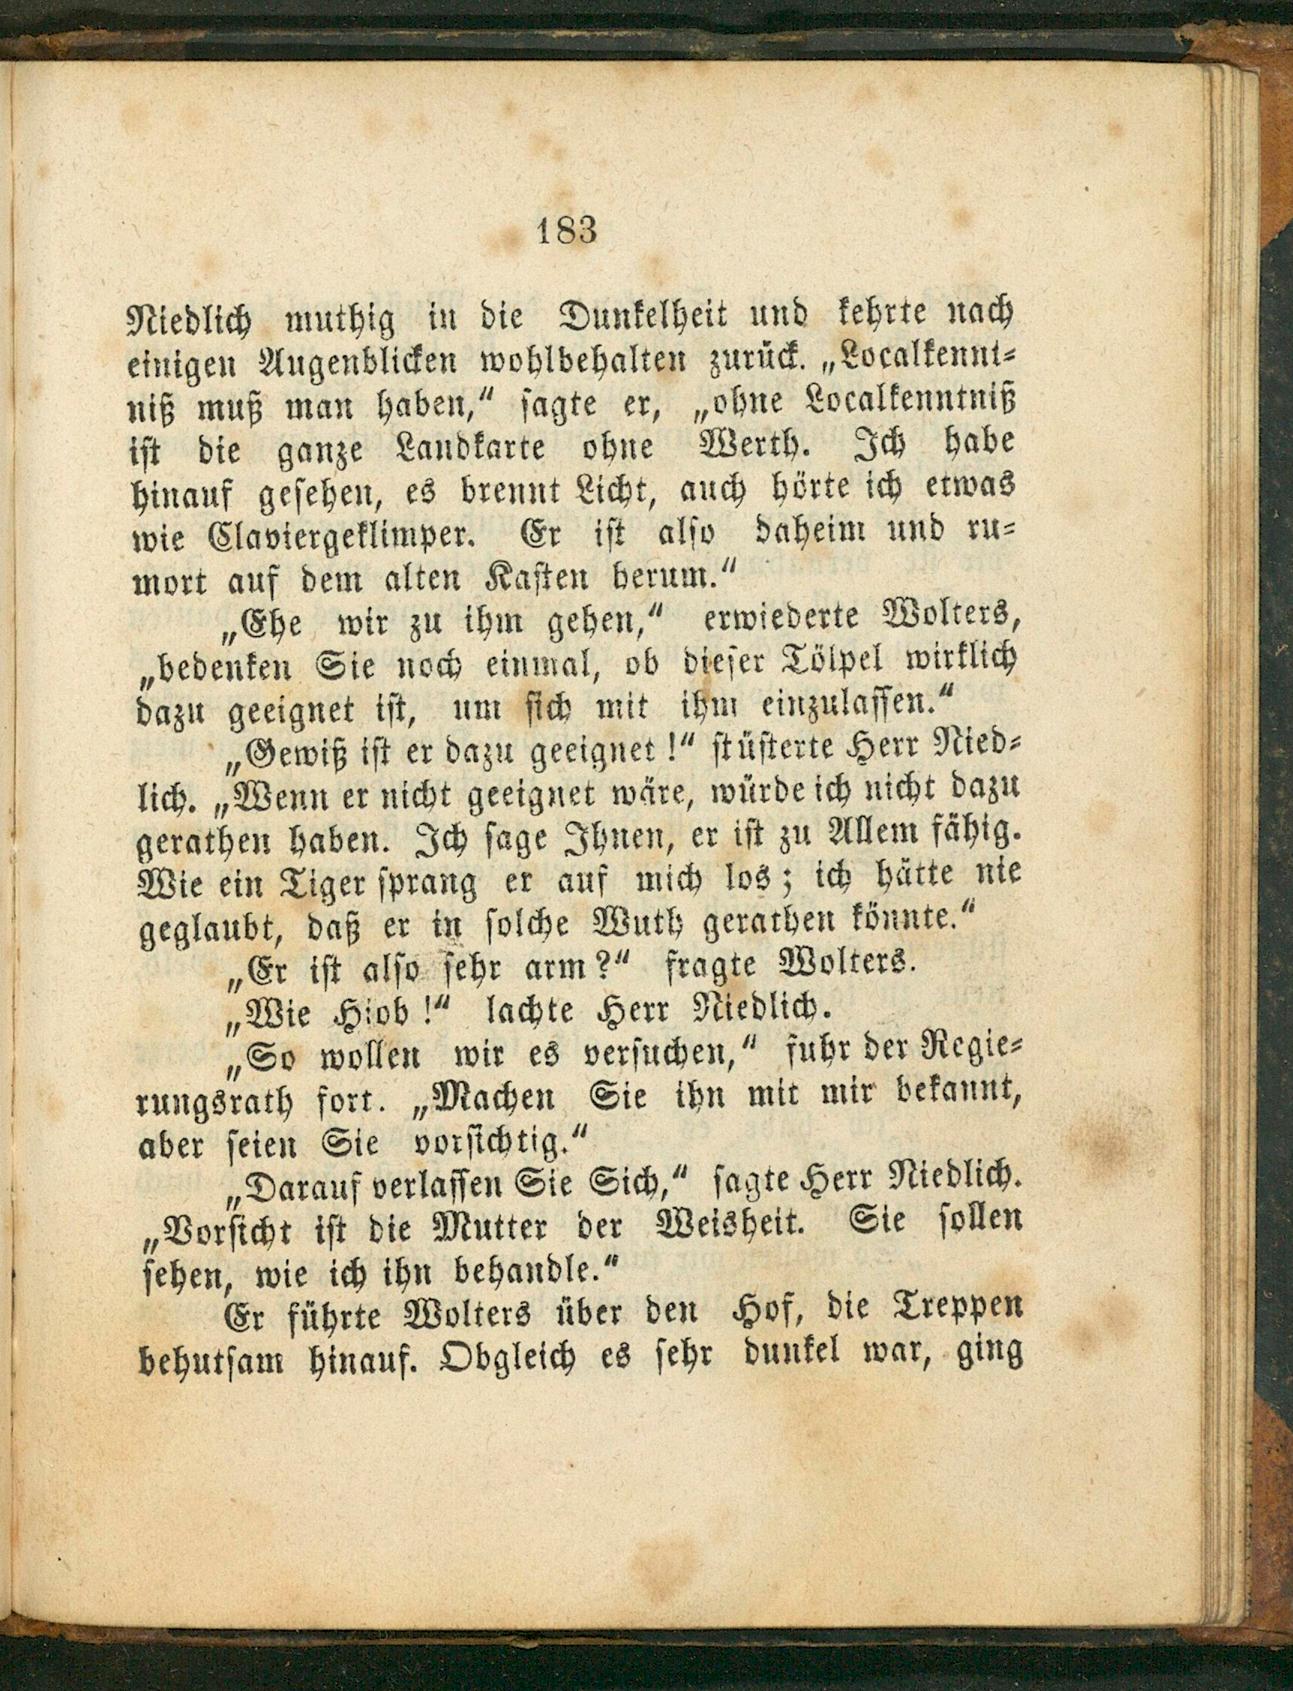 183
Niedlich muthig in die Dunkelheit und kehrte nach
einigen Augenblicken wohlbehalten zurück. „Localkennt-
niß muß man haben,“ sagte er, „ohne Localkenntniß
ist die ganze Landkarte ohne Werth. Ich habe
hinauf gesehen, es brennt Licht, auch hörte ich etwas
wie Claviergeklimper. Er ist also daheim und ru-
mort auf dem alten Kasten herum.“
„Ehe wir zu ihm gehen,“ erwiederte Wolters,
„bedenken Sie noch einmal, ob dieser Tölpel wirklich
dazu geeignet ist, um sich mit ihm einzulassen.“
„Gewiß ist er dazu geeignet!“ flüsterte Herr Nied-
lich. „Wenn er nicht geeignet wäre, würde ich nicht dazu
gerathen haben. Ich sage Ihnen, er ist zu Allem fähig.
Wie ein Tiger sprang er auf mich los; ich hätte nie
geglaubt, daß er in solche Wuth gerathen könnte.“
„Er ist also sehr arm?“ fragte Wolters.
„Wie Hiob!“ lachte Herr Niedlich.
„So wollen wir es versuchen,“ fuhr der Regie-
rungsrath fort. „Machen Sie ihn mit mir bekannt,
aber seien Sie vorsichtig.“
„Darauf verlassen Sie Sich,“ sagte Herr Niedlich.
„Vorsicht ist die Mutter der Weisheit. Sie sollen
sehen, wie ich ihn behandle.“
Er führte Wolters über den Hof, die Treppen
behutsam hinauf. Obgleich es sehr dunkel war, ging